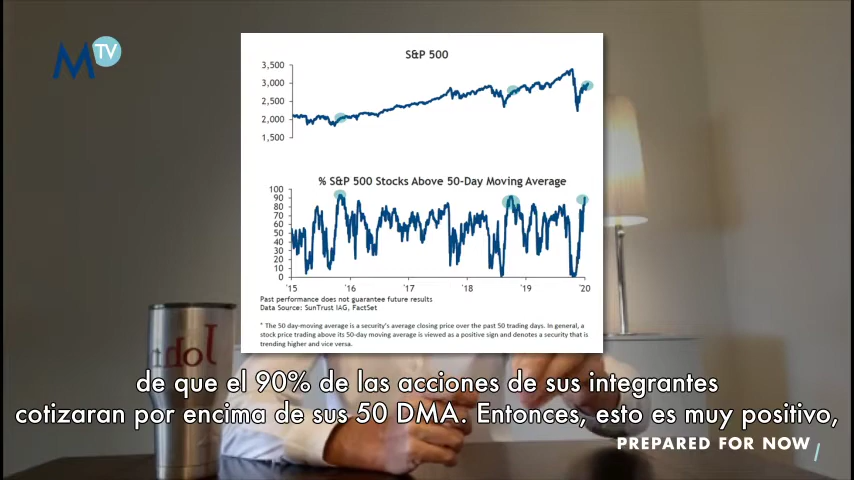 MTV
S&P 500
3,500
3,000
2,500
2,000
1,500
% S&P 500 Stocks Above 50-Day Moving Average
100
90
80
70
60
50
40
30
20
10
0
'15 '16 '17 '18 '19 '20
Past performance does not guarantee future results
Data Source: SunTrust IAG, FactSet
* The 50 day-moving average is a security's average closing price over the past 50 trading days. In general, a
stock price trading above its 50-day moving average is viewed as a positive sign and denotes a security that is
trending higher and vice versa.
John
de que el 90% de las acciones de sus integrantes
cotizaran por encima de sus 50 DMA. Entonces, esto es muy positivo,
PREPARED FOR NOW /